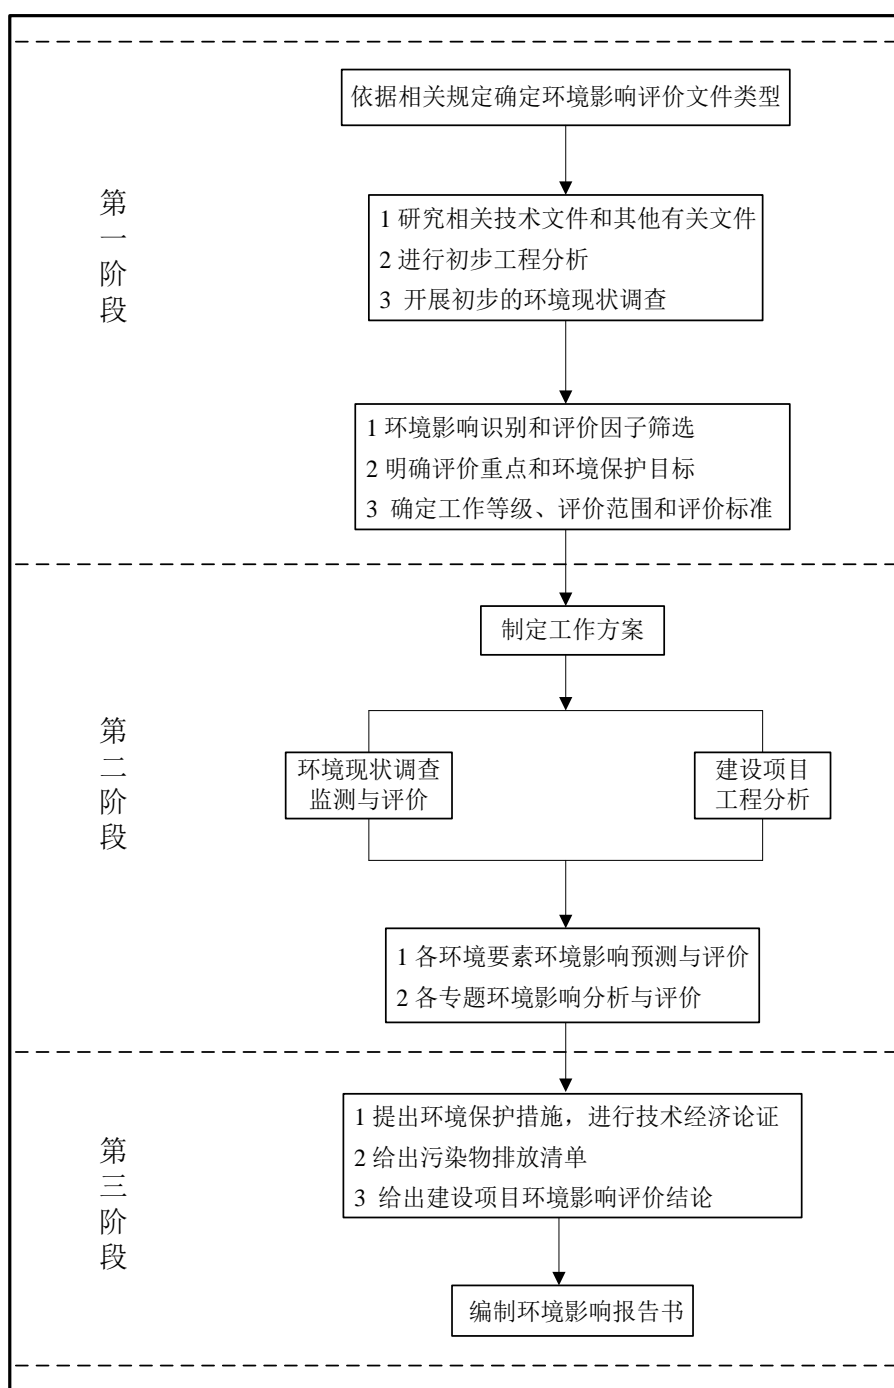 依据相关规定确定环境影响评价文件类型
第一阶段
1 研究相关技术文件和其他有关文件
2 进行初步工程分析
3 开展初步的环境现状调查
1 环境影响识别和评价因子筛选
2 明确评价重点和环境保护目标
3 确定工作等级、评价范围和评价标准
制定工作方案
第二阶段
环境现状调查
监测与评价
建设项目
工程分析
1 各环境要素环境影响预测与评价
2 各专题环境影响分析与评价
第三阶段
1 提出环境保护措施，进行技术经济论证
2 给出污染物排放清单
3 给出建设项目环境影响评价结论
编制环境影响报告书